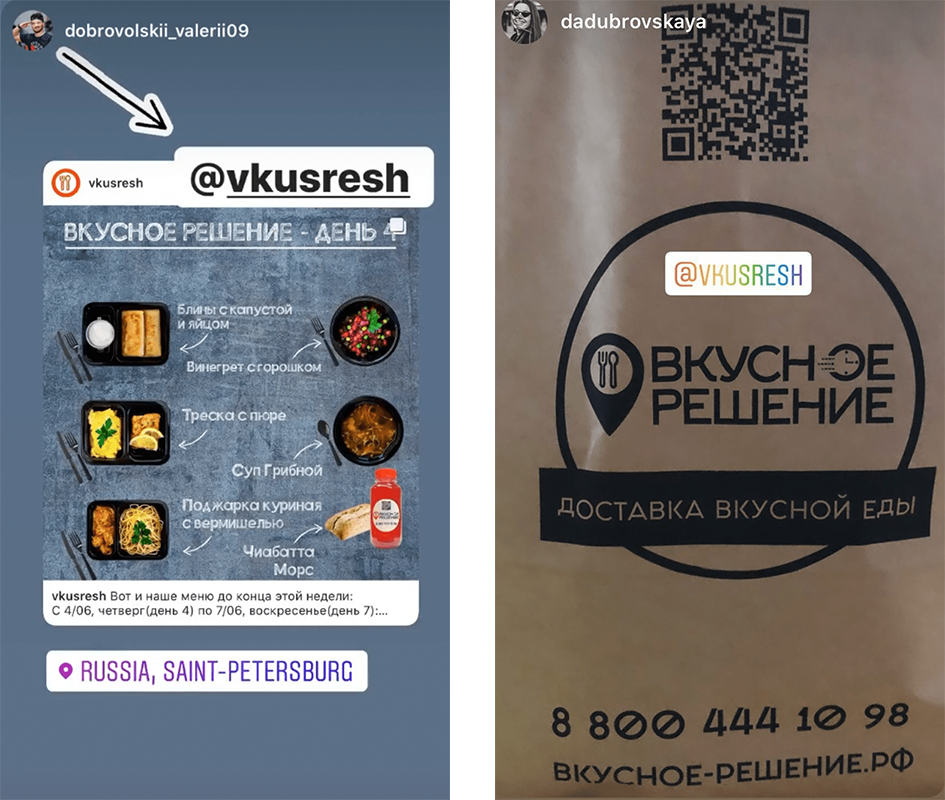 dobrovolskii_valerii09
@vkusresh
vkusresh
ВКУСНОЕ РЕШЕНИЕ - ДЕНЬ 4
Блины с капустой
и яйцом
Винегрет с горошком
Треска с пюре
Суп Грибной
Поджарка куриная
с вермишелью
Чиабатта
Морс
ВКУСНОЕ
РЕШЕНИЕ
vkusresh Вот и наше меню до конца этой недели:
С 4/06, четверг(день 4) по 7/06, воскресенье(день 7):...
RUSSIA, SAINT-PETERSBURG
dadubrovskaya
@VKUSRESH
ВКУСНОЕ
РЕШЕНИЕ
ДОСТАВКА ВКУСНОЙ ЕДЫ
8 800 444 10 98
ВКУСНОЕ-РЕШЕНИЕ.РФ